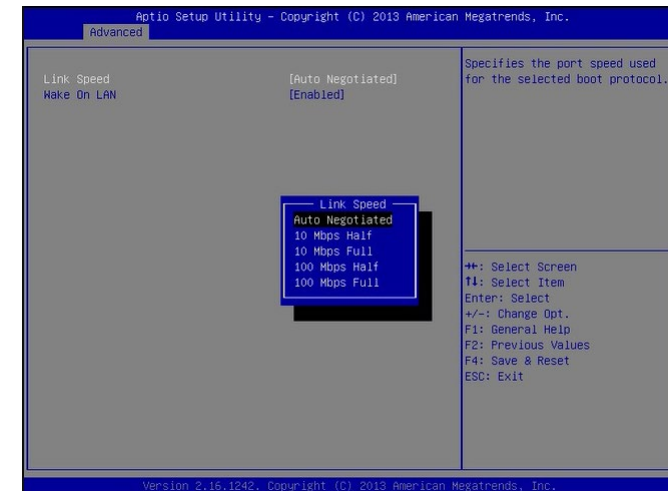 Aptio Setup Utility – Copyright (C) 2013 American Megatrends, Inc.
Advanced
Link Speed [Auto Negotiated]
Wake On LAN [Enabled]
Specifies the port speed used
for the selected boot protocol.
Link Speed
Auto Negotiated
10 Mbps Half
10 Mbps Full
100 Mbps Half
100 Mbps Full
→←: Select Screen
↑↓: Select Item
Enter: Select
+/-: Change Opt.
F1: General Help
F2: Previous Values
F4: Save & Reset
ESC: Exit
Version 2.16.1242. Copyright (C) 2013 American Megatrends, Inc.